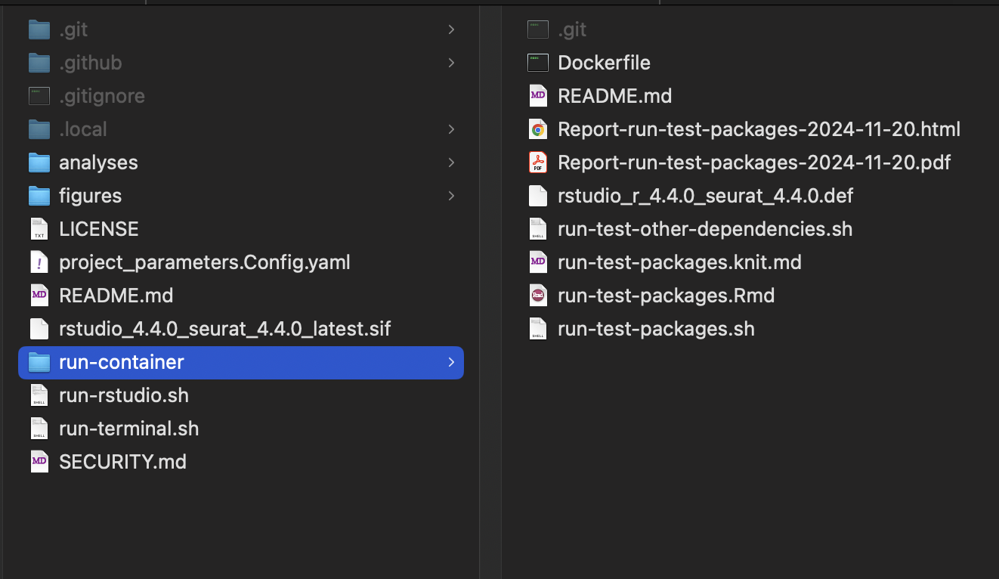 .git
.github
.gitignore
.local
analyses
figures
LICENSE
project_parameters.Config.yaml
README.md
rstudio_4.4.0_seurat_4.4.0_latest.sif
run-container
run-rstudio.sh
run-terminal.sh
SECURITY.md
.git
Dockerfile
README.md
Report-run-test-packages-2024-11-20.html
Report-run-test-packages-2024-11-20.pdf
rstudio_r_4.4.0_seurat_4.4.0.def
run-test-other-dependencies.sh
run-test-packages.knit.md
run-test-packages.Rmd
run-test-packages.sh